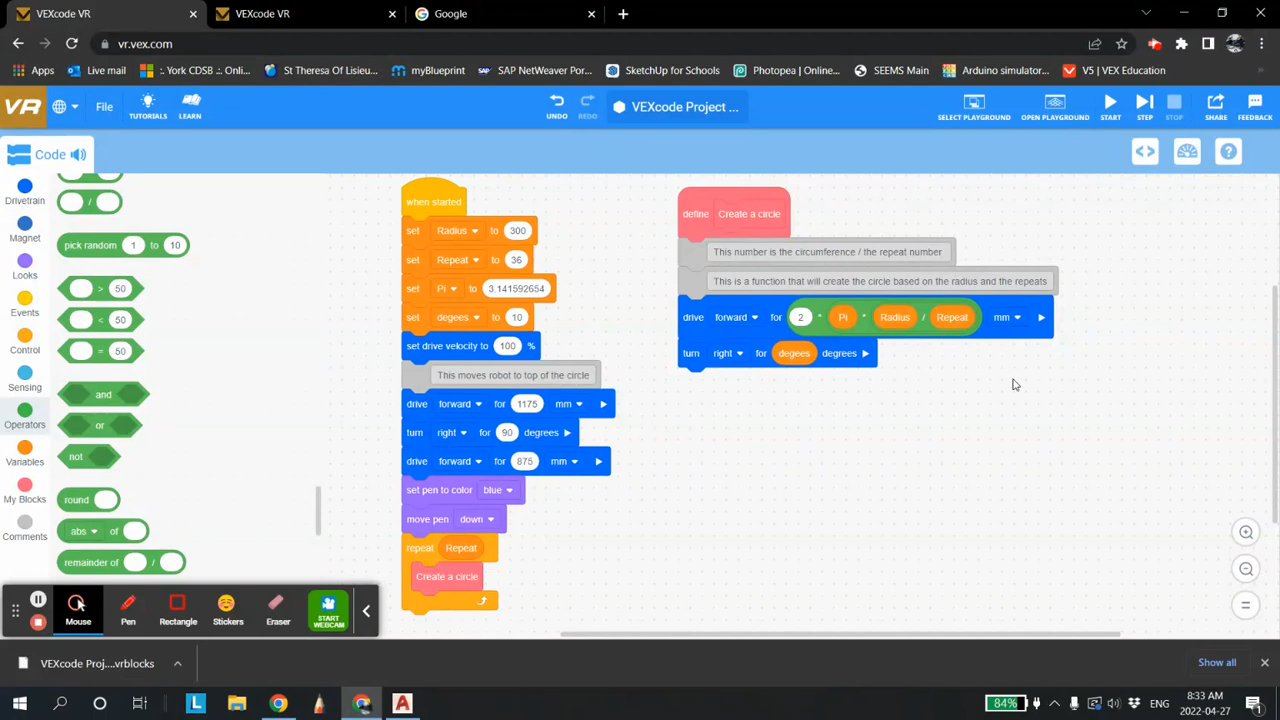 VEXcode VR
VEXcode VR
Google
vr.vex.com
Apps
Live mail
:: York CDSB ::. Onli...
St Theresa Of Lisieu...
myBlueprint
SAP NetWeaver Por...
SketchUp for Schools
Photopea | Online...
SEEMS Main
Arduino simulator...
V5 | VEX Education
VR
File
TUTORIALS
LEARN
UNDO
REDO
VEXcode Project ...
SELECT PLAYGROUND
OPEN PLAYGROUND
START
STEP
STOP
SHARE
FEEDBACK
Code
Drivetrain
Magnet
Looks
Events
Control
Sensing
Operators
Variables
My Blocks
Comments
/
pick random 1 to 10
> 50
< 50
= 50
and
or
not
round
abs of
remainder of /
when started
set Radius to 300
set Repeat to 36
set Pi to 3.141592654
set degees to 10
set drive velocity to 100 %
This moves robot to top of the circle
drive forward for 1175 mm
turn right for 90 degrees
drive forward for 875 mm
set pen to color blue
move pen down
repeat Repeat
Create a circle
define Create a circle
This number is the circumference / the repeat number
This is a function that will create the circle based on the radius and the repeats
drive forward for 2 * Pi * Radius / Repeat mm
turn right for degees degrees
Mouse
Pen
Rectangle
Stickers
Eraser
START
WEBCAM
VEXcode Proj....vrblocks
Show all
L
A
84%
ENG
8:33 AM
2022-04-27
1